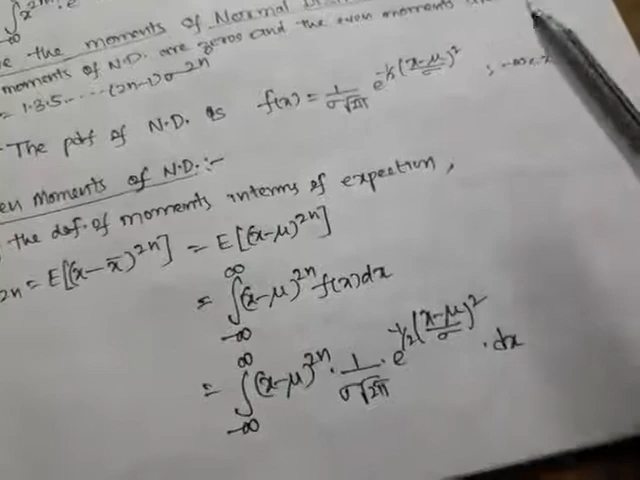 ∫ x^2n · e
-∞
the moments of Normal
moments of N.D. are zeros and the even moments
= 1·3·5.....(2n-1)σ^2n
The pdf of N.D. is f(x) = 1/(σ√2π) e^(-1/2((x-μ)/σ)^2) ; -∞<x
en Moments of N.D.:-
the def. of moments interms of expection,
2n = E[(x-x̄)^2n] = E[(x-μ)^2n]
= ∫_{-∞}^{∞} (x-μ)^2n f(x)dx
= ∫_{-∞}^{∞} (x-μ)^2n · 1/(σ√2π) · e^(-1/2((x-μ)/σ)^2) · dx